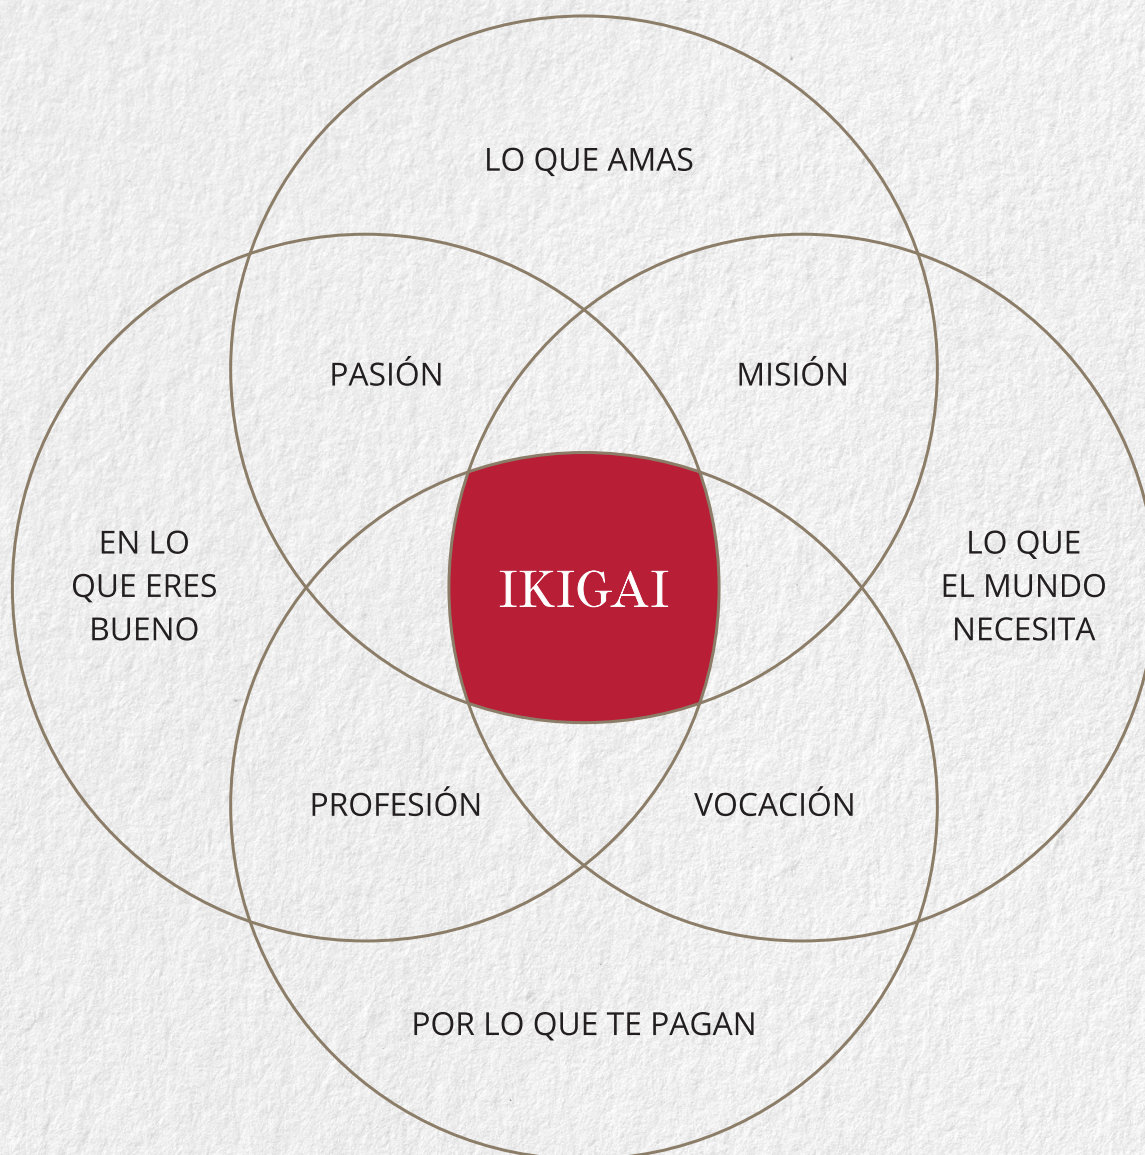 LO QUE AMAS
PASIÓN
MISIÓN
EN LO
QUE ERES
BUENO
IKIGAI
LO QUE
EL MUNDO
NECESITA
PROFESIÓN
VOCACIÓN
POR LO QUE TE PAGAN